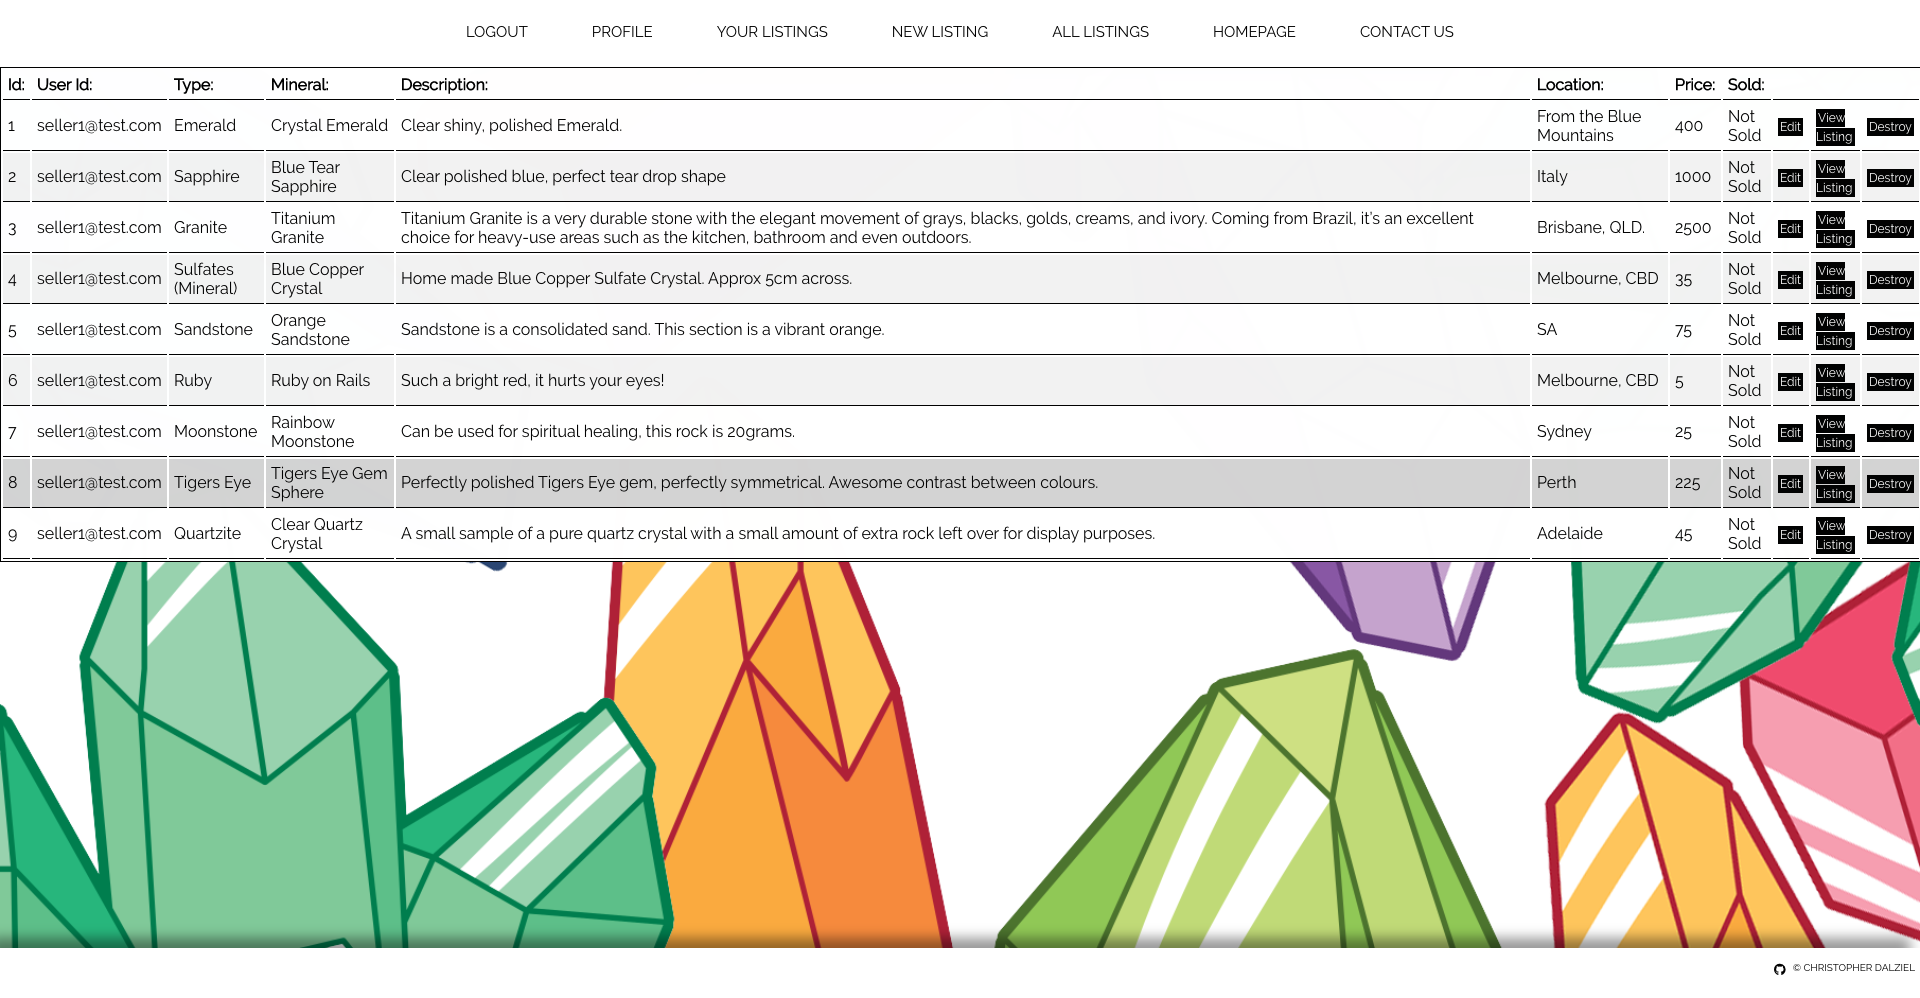 LOGOUT PROFILE YOUR LISTINGS NEW LISTING ALL LISTINGS HOMEPAGE CONTACT US
Id: User Id: Type: Mineral: Description: Location: Price: Sold:
1 seller1@test.com Emerald Crystal Emerald Clear shiny, polished Emerald. From the Blue Mountains 400 Not Sold Edit View Listing Destroy
2 seller1@test.com Sapphire Blue Tear Sapphire Clear polished blue, perfect tear drop shape Italy 1000 Not Sold Edit View Listing Destroy
3 seller1@test.com Granite Titanium Granite Titanium Granite is a very durable stone with the elegant movement of grays, blacks, golds, creams, and ivory. Coming from Brazil, it's an excellent choice for heavy-use areas such as the kitchen, bathroom and even outdoors. Brisbane, QLD. 2500 Not Sold Edit View Listing Destroy
4 seller1@test.com Sulfates (Mineral) Blue Copper Crystal Home made Blue Copper Sulfate Crystal. Approx 5cm across. Melbourne, CBD 35 Not Sold Edit View Listing Destroy
5 seller1@test.com Sandstone Orange Sandstone Sandstone is a consolidated sand. This section is a vibrant orange. SA 75 Not Sold Edit View Listing Destroy
6 seller1@test.com Ruby Ruby on Rails Such a bright red, it hurts your eyes! Melbourne, CBD 5 Not Sold Edit View Listing Destroy
7 seller1@test.com Moonstone Rainbow Moonstone Can be used for spiritual healing, this rock is 20grams. Sydney 25 Not Sold Edit View Listing Destroy
8 seller1@test.com Tigers Eye Tigers Eye Gem Sphere Perfectly polished Tigers Eye gem, perfectly symmetrical. Awesome contrast between colours. Perth 225 Not Sold Edit View Listing Destroy
9 seller1@test.com Quartzite Clear Quartz Crystal A small sample of a pure quartz crystal with a small amount of extra rock left over for display purposes. Adelaide 45 Not Sold Edit View Listing Destroy
© CHRISTOPHER DALZIEL